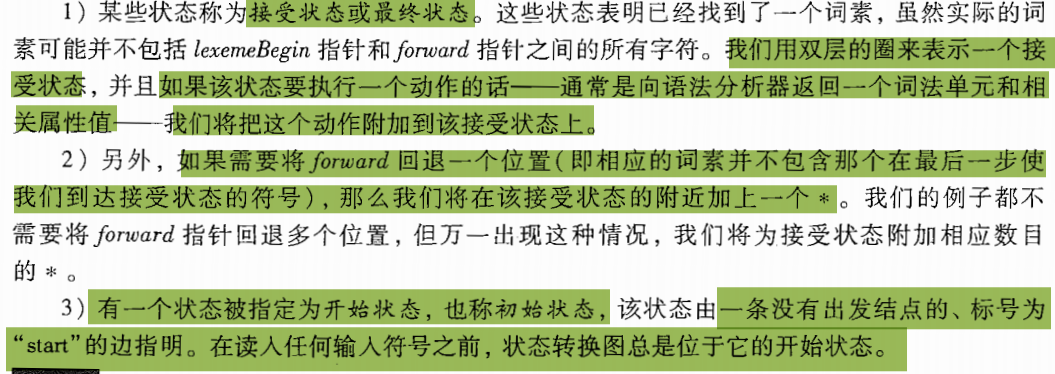 1）某些状态称为接受状态或最终状态。这些状态表明已经找到了一个词素，虽然实际的词
素可能并不包括 lexemeBegin 指针和forward 指针之间的所有字符。我们用双层的圈来表示一个接
受状态，并且如果该状态要执行一个动作的话——通常是向语法分析器返回一个词法单元和相
关属性值——我们将把这个动作附加到该接受状态上。
2）另外，如果需要将 forward 回退一个位置(即相应的词素并不包含那个在最后一步使
我们到达接受状态的符号)，那么我们将在该接受状态的附近加上一个 *。我们的例子都不
需要将 forward 指针回退多个位置，但万一出现这种情况，我们将为接受状态附加相应数目
的 *。
3）有一个状态被指定为开始状态，也称初始状态，该状态由一条没有出发结点的、标号为
“start”的边指明。在读入任何输入符号之前，状态转换图总是位于它的开始状态。